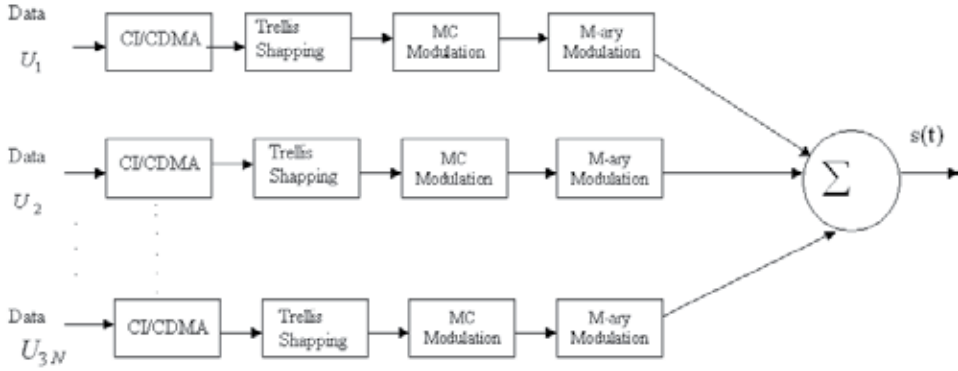 Data
U1
CI/CDMA
Trellis
Shapping
MC
Modulation
M-ary
Modulation
Data
U2
CI/CDMA
Trellis
Shapping
MC
Modulation
M-ary
Modulation
Σ
s(t)
Data
U3N
CI/CDMA
Trellis
Shapping
MC
Modulation
M-ary
Modulation